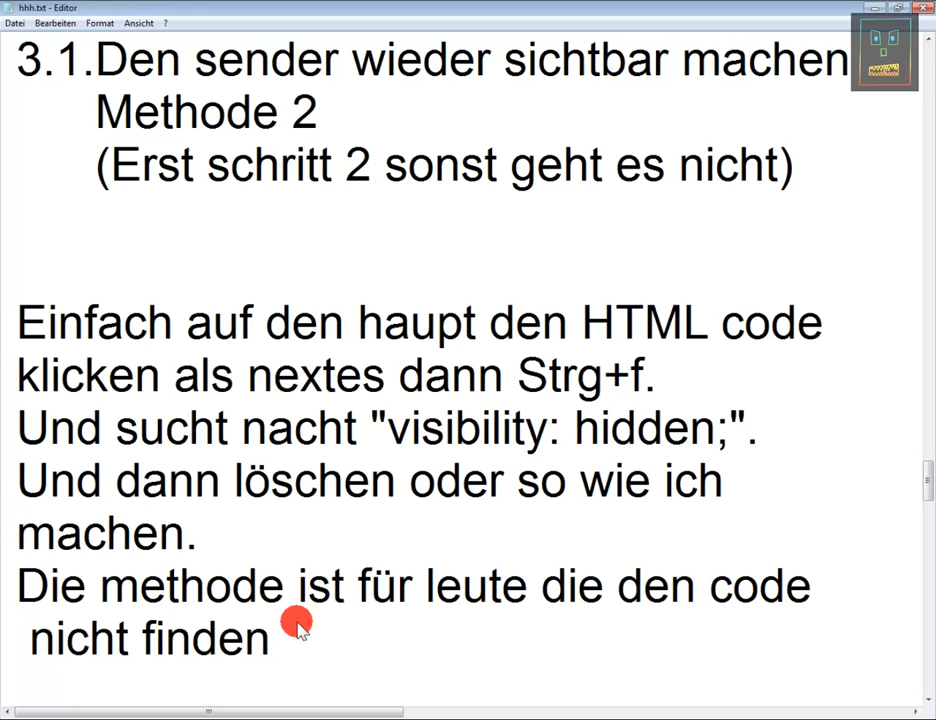 hhh.txt - Editor
Datei Bearbeiten Format Ansicht ?
3.1.Den sender wieder sichtbar machen
Methode 2
(Erst schritt 2 sonst geht es nicht)
Einfach auf den haupt den HTML code
klicken als nextes dann Strg+f.
Und sucht nacht "visibility: hidden;".
Und dann löschen oder so wie ich
machen.
Die methode ist für leute die den code
nicht finden